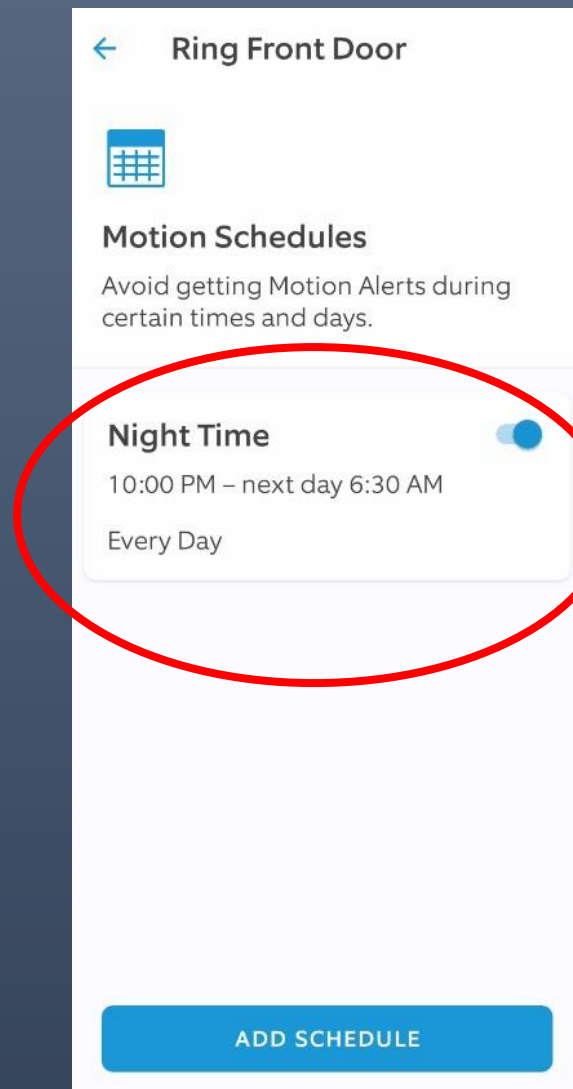 Ring Front Door
Motion Schedules
Avoid getting Motion Alerts during
certain times and days.
Night Time
10:00 PM – next day 6:30 AM
Every Day
ADD SCHEDULE